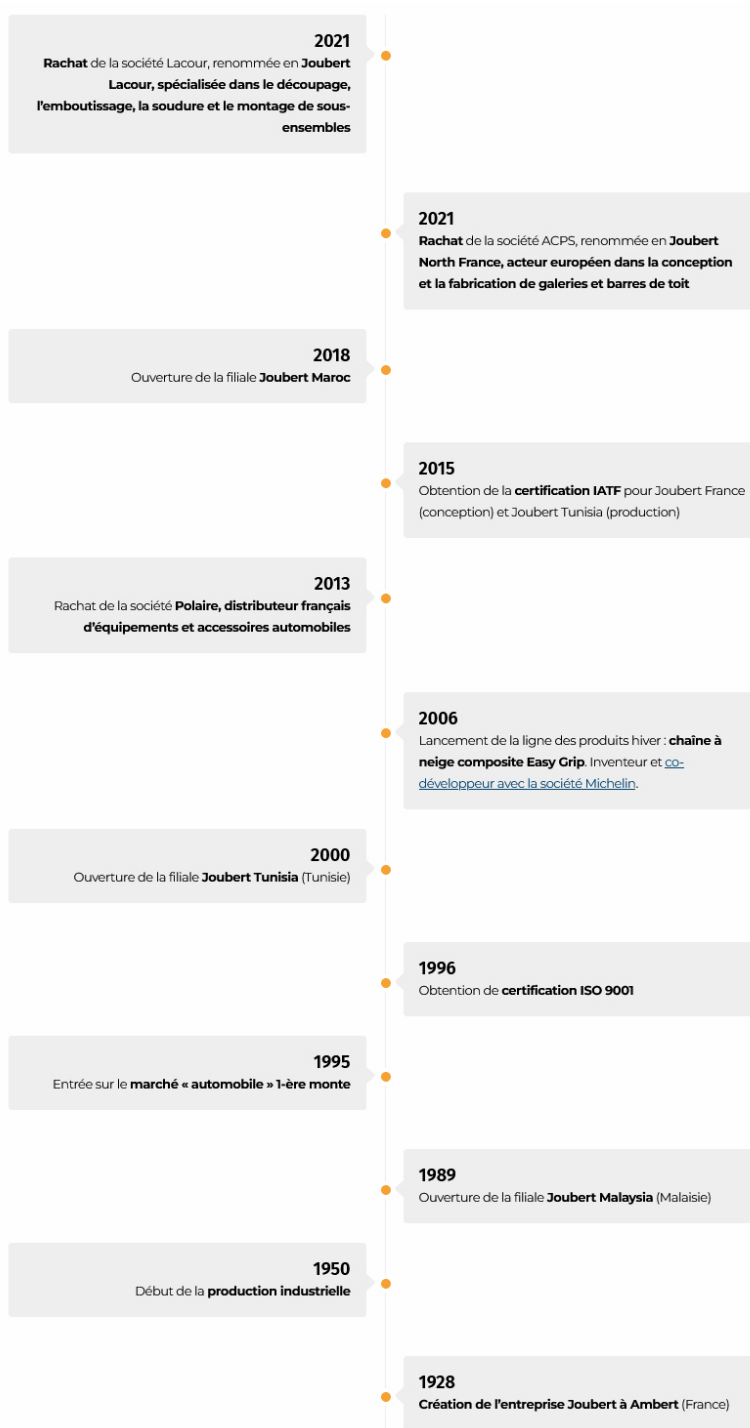 2021
Rachat de la société Lacour, renommée en Joubert
Lacour, spécialisée dans le découpage,
l’emboutissage, la soudure et le montage de sous-
ensembles
2021
Rachat de la société ACPS, renommée en Joubert
North France, acteur européen dans la conception
et la fabrication de galeries et barres de toit
2018
Ouverture de la filiale Joubert Maroc
2015
Obtention de la certification IATF pour Joubert France
(conception) et Joubert Tunisia (production)
2013
Rachat de la société Polaire, distributeur français
d’équipements et accessoires automobiles
2006
Lancement de la ligne des produits hiver : chaîne à
neige composite Easy Grip. Inventeur et co-
développeur avec la société Michelin.
2000
Ouverture de la filiale Joubert Tunisia (Tunisie)
1996
Obtention de certification ISO 9001
1995
Entrée sur le marché « automobile » 1-ère monte
1989
Ouverture de la filiale Joubert Malaysia (Malaisie)
1950
Début de la production industrielle
1928
Création de l’entreprise Joubert à Ambert (France)